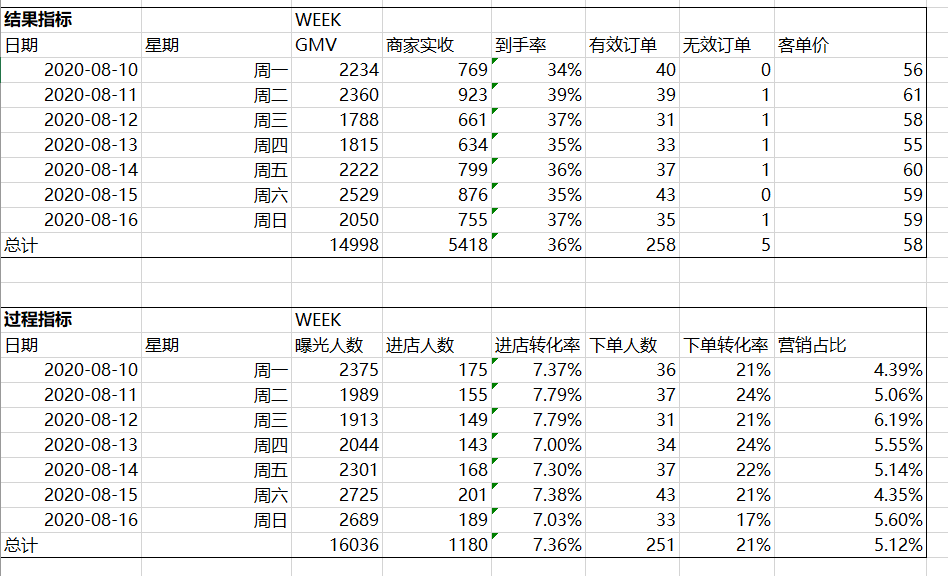 结果指标 WEEK
日期 星期 GMV 商家实收 到手率 有效订单 无效订单 客单价
2020-08-10 周一 2234 769 34% 40 0 56
2020-08-11 周二 2360 923 39% 39 1 61
2020-08-12 周三 1788 661 37% 31 1 58
2020-08-13 周四 1815 634 35% 33 1 55
2020-08-14 周五 2222 799 36% 37 1 60
2020-08-15 周六 2529 876 35% 43 0 59
2020-08-16 周日 2050 755 37% 35 1 59
总计 14998 5418 36% 258 5 58
过程指标 WEEK
日期 星期 曝光人数 进店人数 进店转化率 下单人数 下单转化率 营销占比
2020-08-10 周一 2375 175 7.37% 36 21% 4.39%
2020-08-11 周二 1989 155 7.79% 37 24% 5.06%
2020-08-12 周三 1913 149 7.79% 31 21% 6.19%
2020-08-13 周四 2044 143 7.00% 34 24% 5.55%
2020-08-14 周五 2301 168 7.30% 37 22% 5.14%
2020-08-15 周六 2725 201 7.38% 43 21% 4.35%
2020-08-16 周日 2689 189 7.03% 33 17% 5.60%
总计 16036 1180 7.36% 251 21% 5.12%